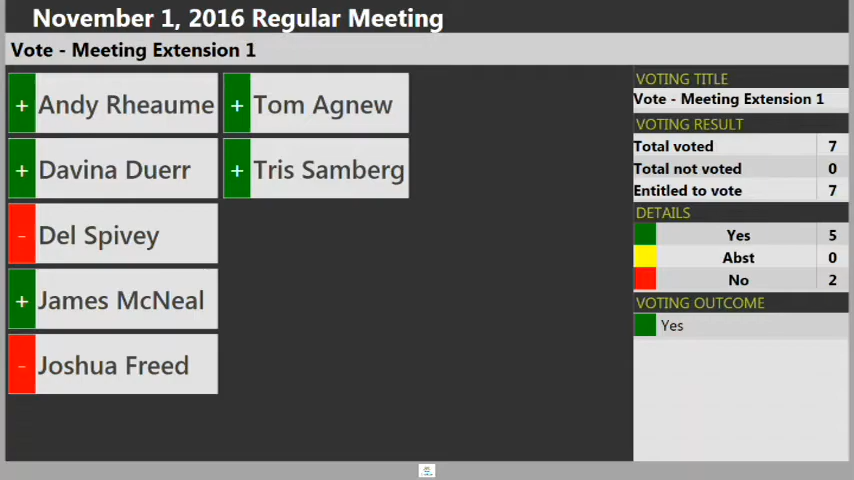 November 1, 2016 Regular Meeting
Vote - Meeting Extension 1
+ Andy Rheaume
+ Tom Agnew
+ Davina Duerr
+ Tris Samberg
- Del Spivey
+ James McNeal
- Joshua Freed
VOTING TITLE
Vote - Meeting Extension 1
VOTING RESULT
Total voted 7
Total not voted 0
Entitled to vote 7
DETAILS
Yes 5
Abst 0
No 2
VOTING OUTCOME
Yes